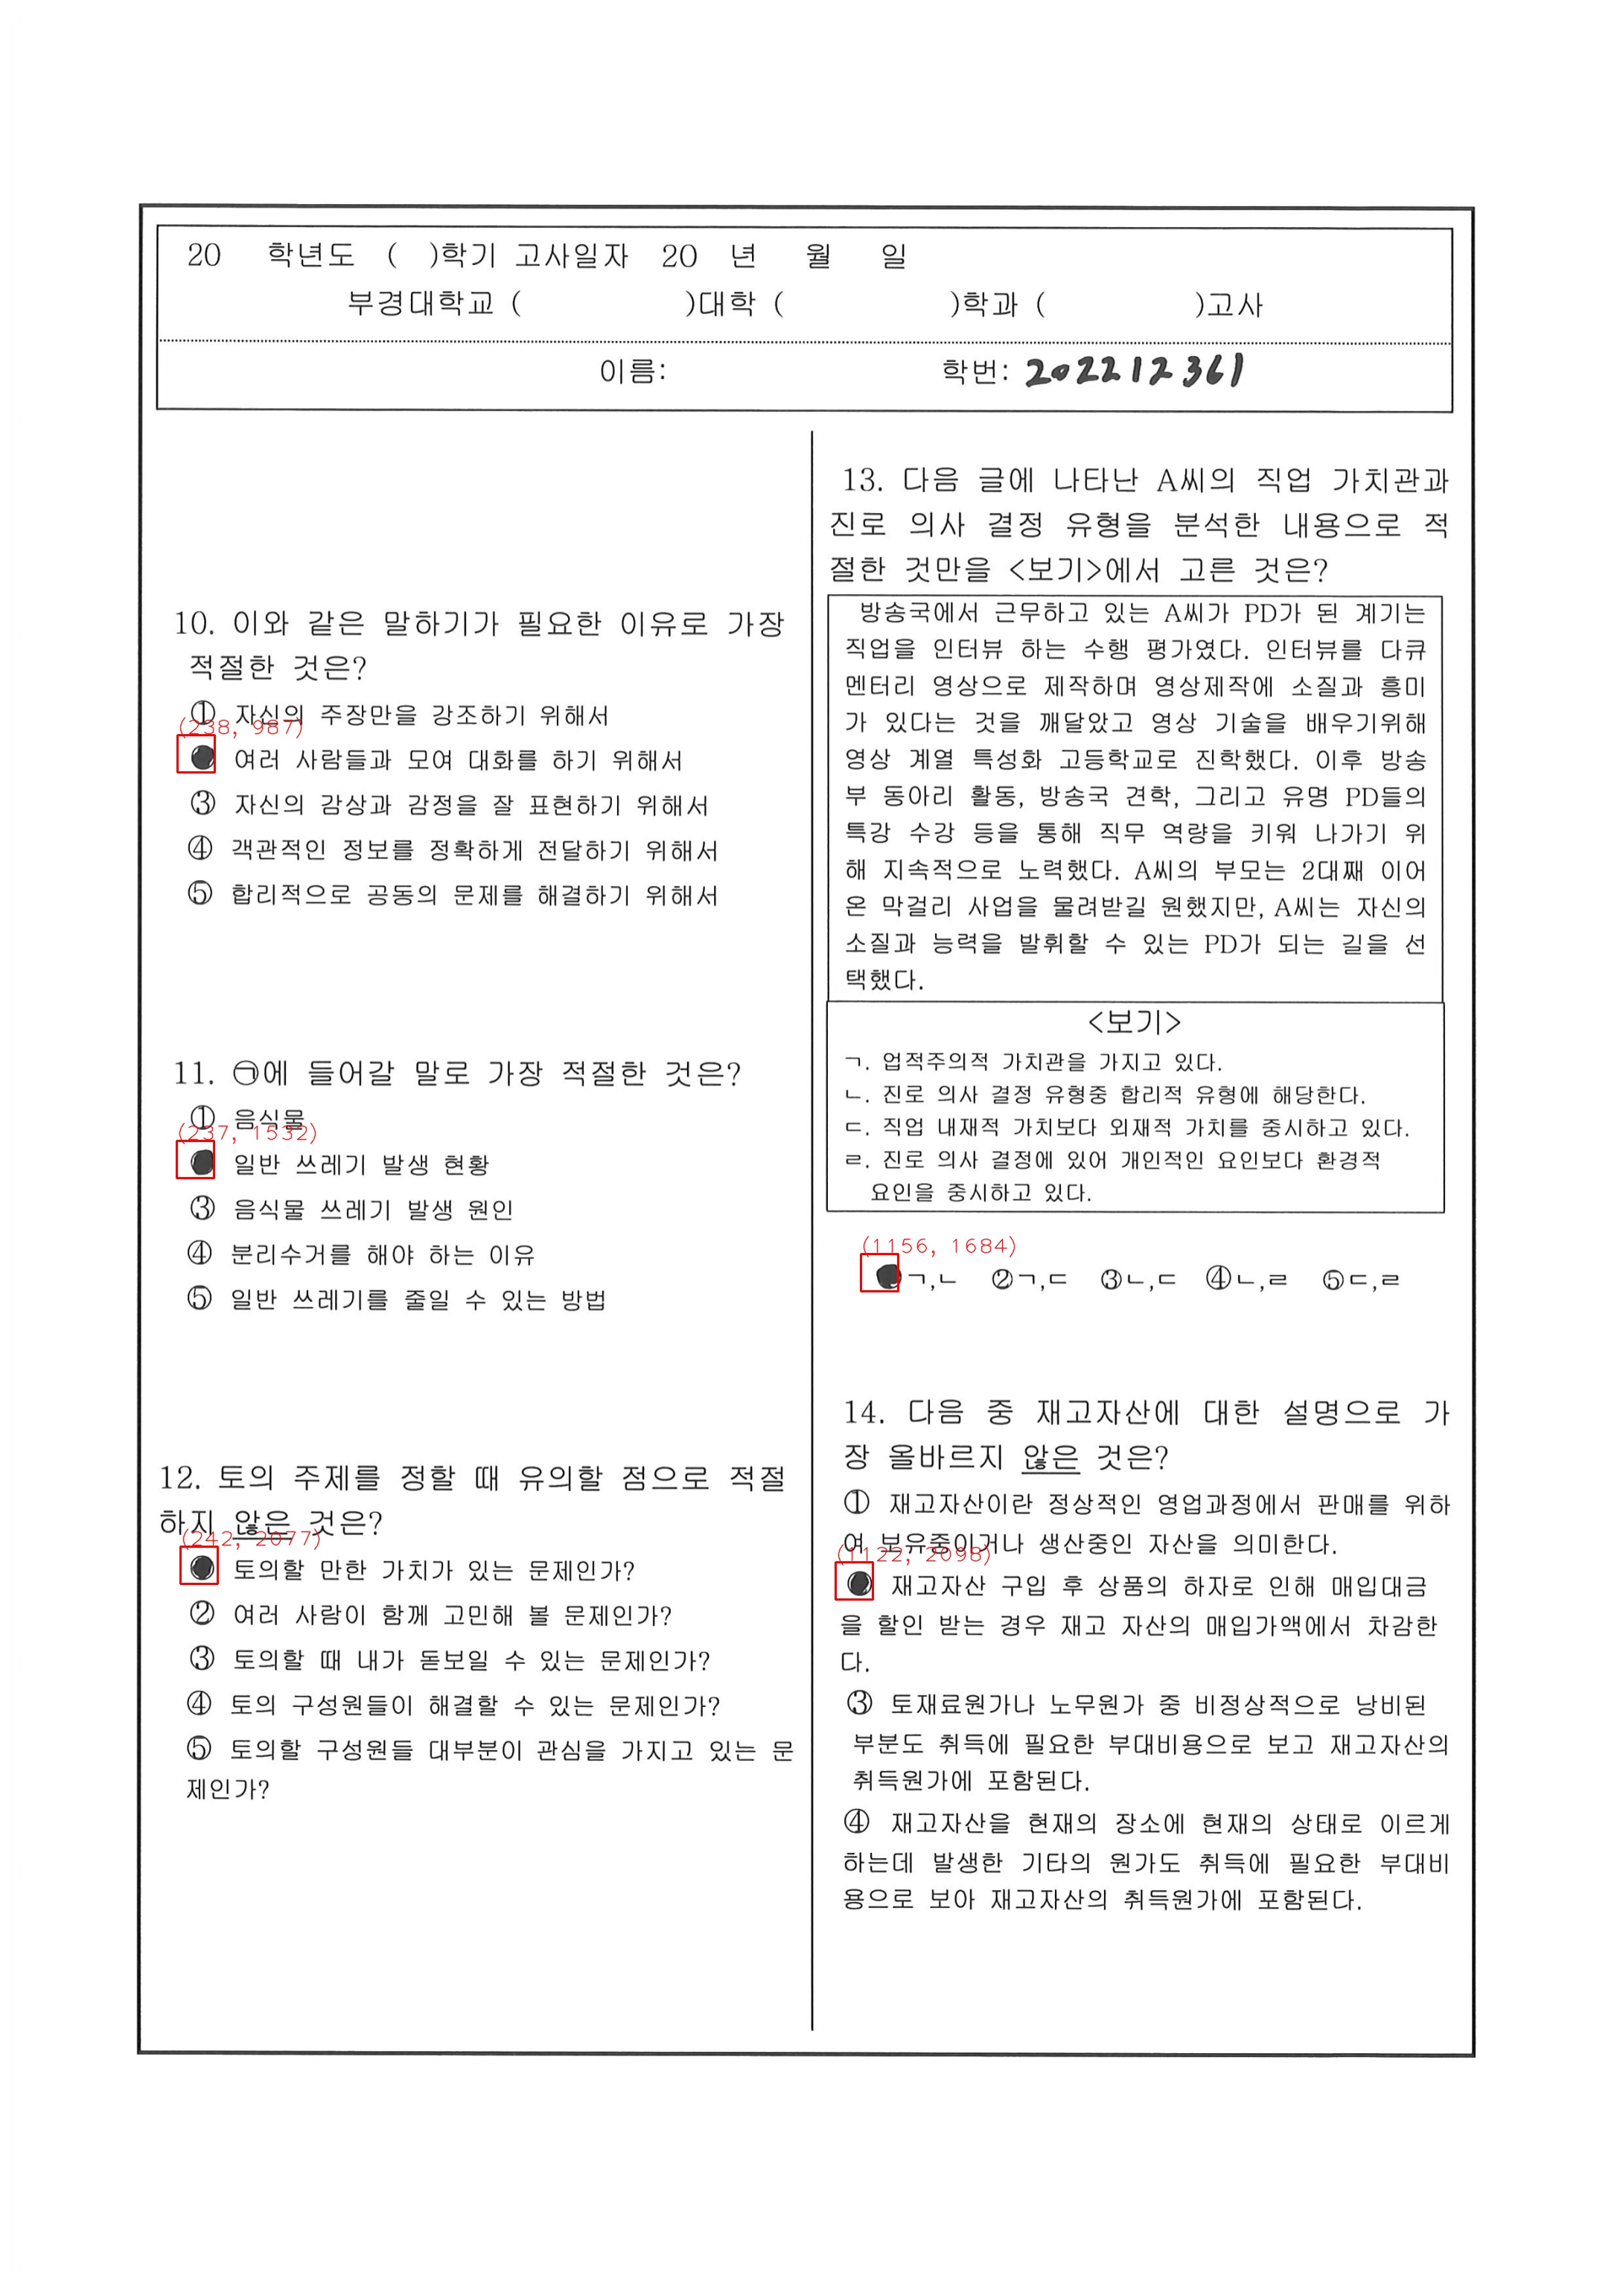 20 학년도 ( )학기 고사일자 20 년 월 일
부경대학교 ( )대학 ( )학과 ( )고사
이름: 학번: 202212361
10. 이와 같은 말하기가 필요한 이유로 가장
적절한 것은?
① 자신의 주장만을 강조하기 위해서
(238, 987)
여러 사람들과 모여 대화를 하기 위해서
③ 자신의 감상과 감정을 잘 표현하기 위해서
④ 객관적인 정보를 정확하게 전달하기 위해서
⑤ 합리적으로 공동의 문제를 해결하기 위해서
11. ㉠에 들어갈 말로 가장 적절한 것은?
① 음식물
(237, 1532)
일반 쓰레기 발생 현황
③ 음식물 쓰레기 발생 원인
④ 분리수거를 해야 하는 이유
⑤ 일반 쓰레기를 줄일 수 있는 방법
12. 토의 주제를 정할 때 유의할 점으로 적절
하지 않은 것은?
(242, 2077)
토의할 만한 가치가 있는 문제인가?
② 여러 사람이 함께 고민해 볼 문제인가?
③ 토의할 때 내가 돋보일 수 있는 문제인가?
④ 토의 구성원들이 해결할 수 있는 문제인가?
⑤ 토의할 구성원들 대부분이 관심을 가지고 있는 문
제인가?
13. 다음 글에 나타난 A씨의 직업 가치관과
진로 의사 결정 유형을 분석한 내용으로 적
절한 것만을 <보기>에서 고른 것은?
방송국에서 근무하고 있는 A씨가 PD가 된 계기는
직업을 인터뷰 하는 수행 평가였다. 인터뷰를 다큐
멘터리 영상으로 제작하며 영상제작에 소질과 흥미
가 있다는 것을 깨달았고 영상 기술을 배우기위해
영상 계열 특성화 고등학교로 진학했다. 이후 방송
부 동아리 활동, 방송국 견학, 그리고 유명 PD들의
특강 수강 등을 통해 직무 역량을 키워 나가기 위
해 지속적으로 노력했다. A씨의 부모는 2대째 이어
온 막걸리 사업을 물려받길 원했지만, A씨는 자신의
소질과 능력을 발휘할 수 있는 PD가 되는 길을 선
택했다.
<보기>
ㄱ. 업적주의적 가치관을 가지고 있다.
ㄴ. 진로 의사 결정 유형중 합리적 유형에 해당한다.
ㄷ. 직업 내재적 가치보다 외재적 가치를 중시하고 있다.
ㄹ. 진로 의사 결정에 있어 개인적인 요인보다 환경적
요인을 중시하고 있다.
(1156, 1684)
ㄱ,ㄴ ②ㄱ,ㄷ ③ㄴ,ㄷ ④ㄴ,ㄹ ⑤ㄷ,ㄹ
14. 다음 중 재고자산에 대한 설명으로 가
장 올바르지 않은 것은?
① 재고자산이란 정상적인 영업과정에서 판매를 위하
여 보유중이거나 생산중인 자산을 의미한다.
(1122, 2098)
재고자산 구입 후 상품의 하자로 인해 매입대금
을 할인 받는 경우 재고 자산의 매입가액에서 차감한
다.
③ 토재료원가나 노무원가 중 비정상적으로 낭비된
부분도 취득에 필요한 부대비용으로 보고 재고자산의
취득원가에 포함된다.
④ 재고자산을 현재의 장소에 현재의 상태로 이르게
하는데 발생한 기타의 원가도 취득에 필요한 부대비
용으로 보아 재고자산의 취득원가에 포함된다.